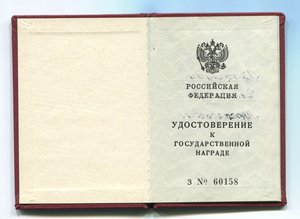 РОССИЙСКАЯ
ФЕДЕРАЦИЯ
УДОСТОВЕРЕНИЕ
К
ГОСУДАРСТВЕННОЙ
НАГРАДЕ
З № 60158